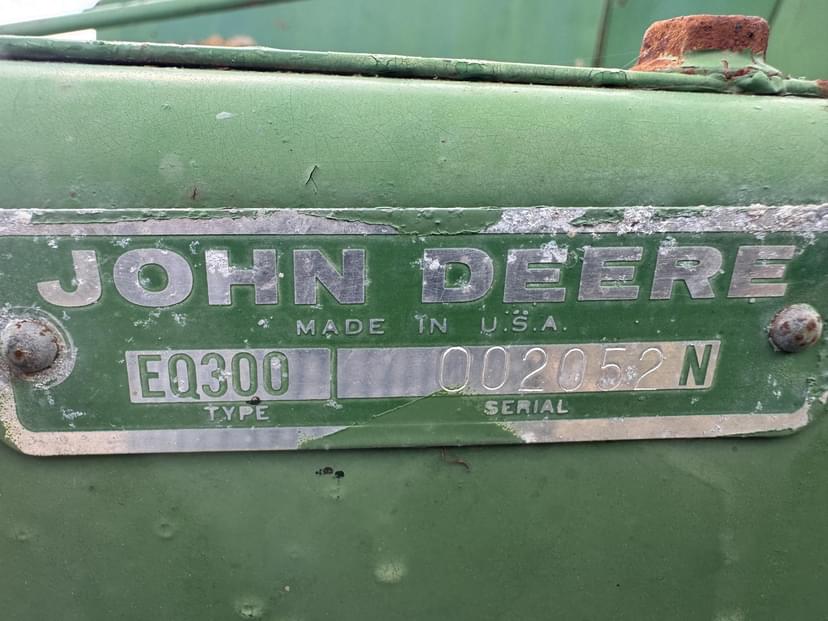 JOHN DEERE
MADE IN U.S.A.
EQ300 002052 N
TYPE SERIAL